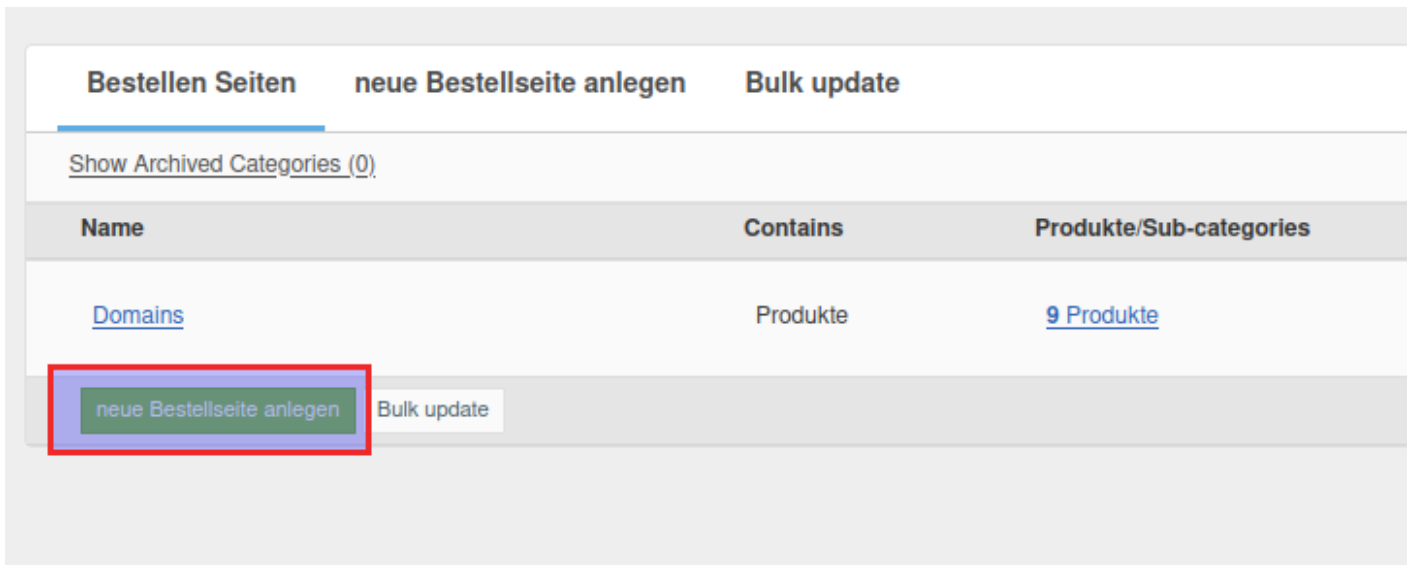 Bestellen Seiten neue Bestellseite anlegen Bulk update
Show Archived Categories (0)
Name Contains Produkte/Sub-categories
Domains Produkte 9 Produkte
neue Bestellseite anlegen Bulk update